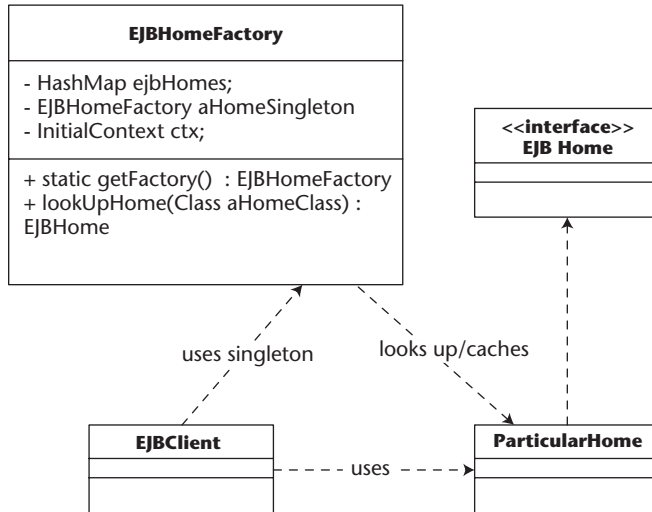 EJBHomeFactory
- HashMap ejbHomes;
- EJBHomeFactory aHomeSingleton
- InitialContext ctx;
+ static getFactory() : EJBHomeFactory
+ lookUpHome(Class aHomeClass) :
EJBHome
<<interface>>
EJB Home
uses singleton
looks up/caches
EJBClient
uses
ParticularHome